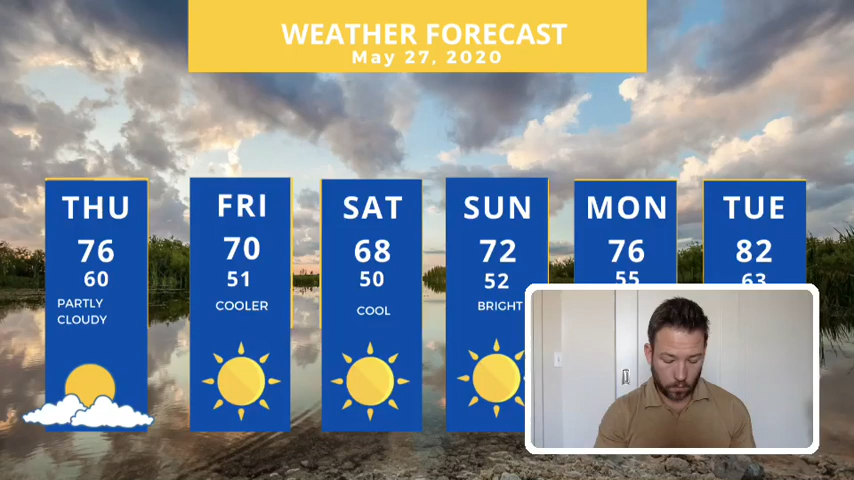 WEATHER FORECAST
May 27, 2020
THU
76
60
PARTLY
CLOUDY
FRI
70
51
COOLER
SAT
68
50
COOL
SUN
72
52
BRIGHT
MON
76
55
TUE
82
63